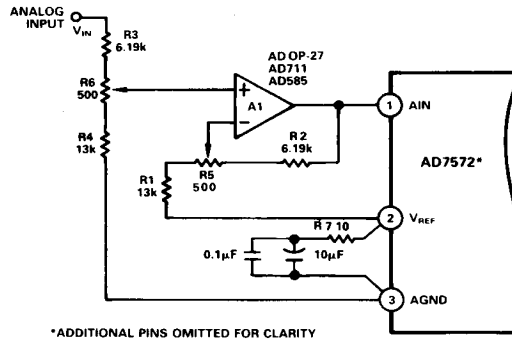 ANALOG
INPUT
VIN
R3
6.19k
R6
500
R4
13k
AD OP-27
AD711
AD585
+
A1
−
R2
6.19k
R5
500
R1
13k
1 AIN
AD7572*
2 VREF
R7 10
0.1µF
10µF
3 AGND
*ADDITIONAL PINS OMITTED FOR CLARITY